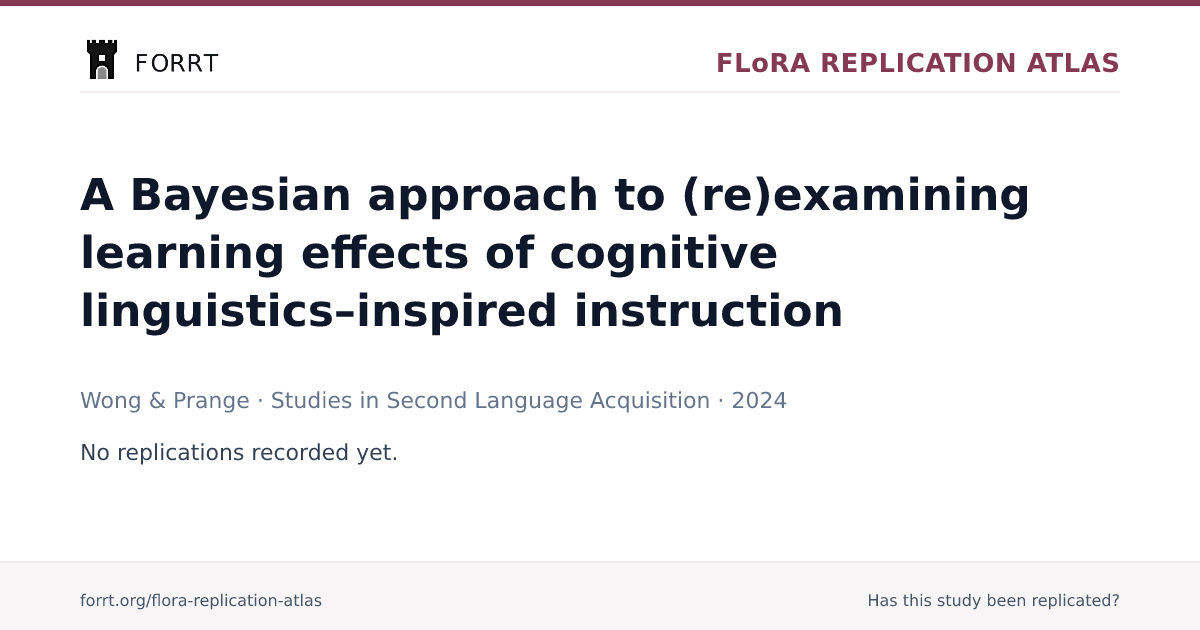 FORRT
FLoRA REPLICATION ATLAS
A Bayesian approach to (re)examining
learning effects of cognitive
linguistics–inspired instruction
Wong & Prange · Studies in Second Language Acquisition · 2024
No replications recorded yet.
forrt.org/flora-replication-atlas
Has this study been replicated?